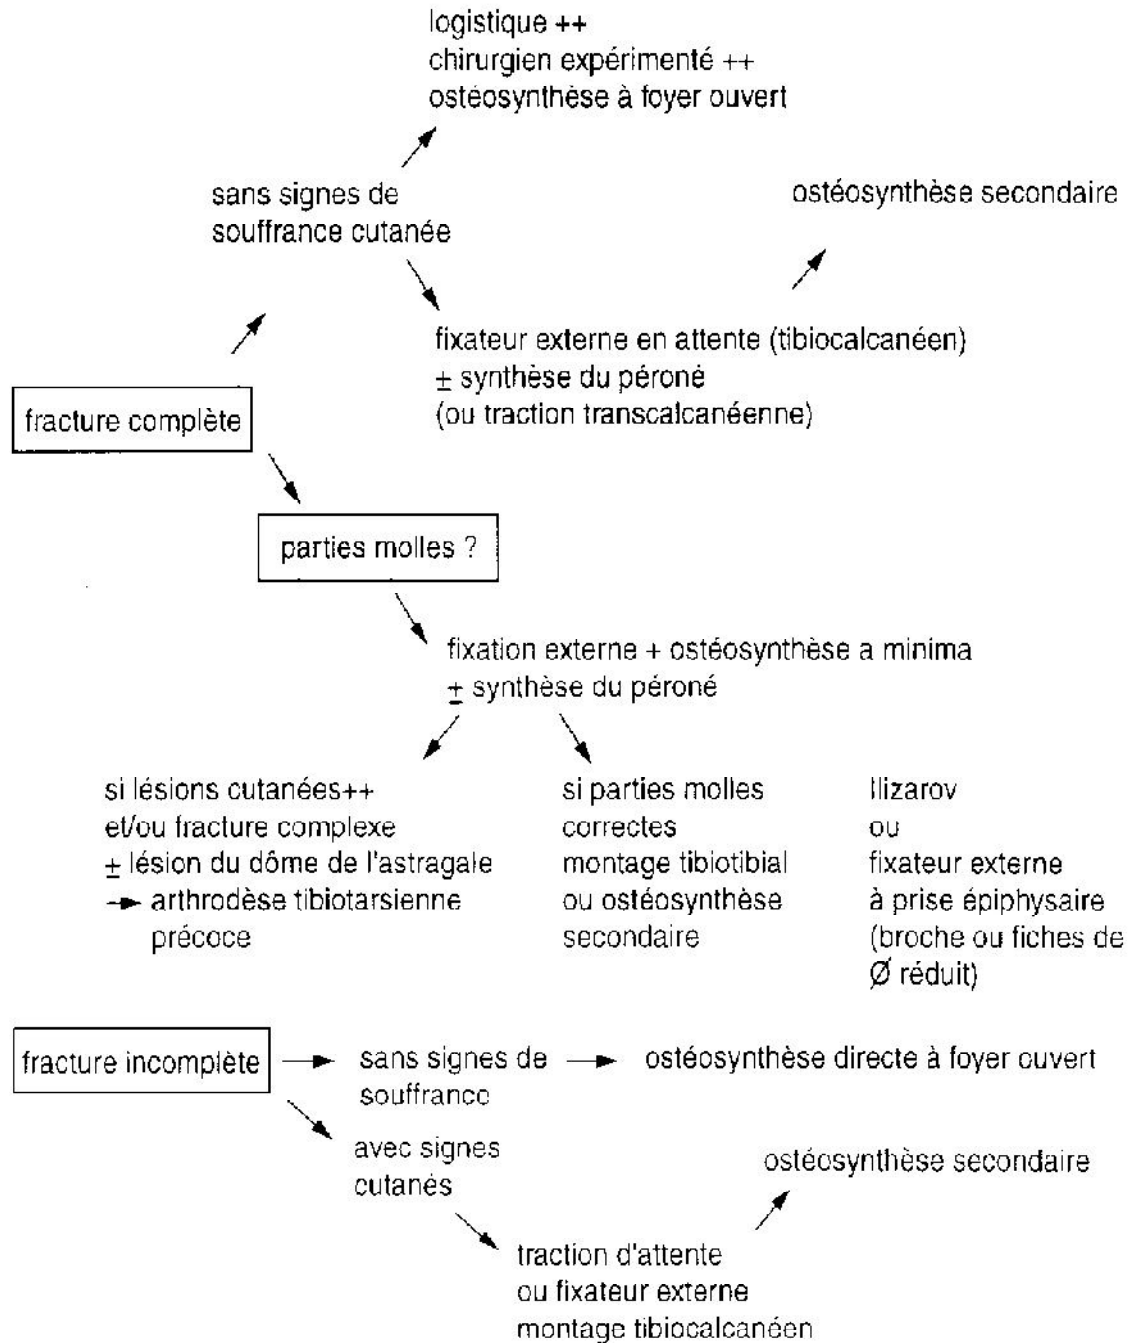 logistique ++
chirurgien expérimenté ++
ostéosynthèse à foyer ouvert
sans signes de
souffrance cutanée
ostéosynthèse secondaire
fixateur externe en attente (tibiocalcanéen)
± synthèse du péroné
(ou traction transcalcanéenne)
fracture complète
parties molles ?
fixation externe + ostéosynthèse a minima
± synthèse du péroné
si lésions cutanées++
et/ou fracture complexe
± lésion du dôme de l'astragale
→ arthrodèse tibiotarsienne
précoce
si parties molles
correctes
montage tibiotibial
ou ostéosynthèse
secondaire
Ilizarov
ou
fixateur externe
à prise épiphysaire
(broche ou fiches de
Ø réduit)
fracture incomplète
sans signes de
souffrance
ostéosynthèse directe à foyer ouvert
avec signes
cutanés
ostéosynthèse secondaire
traction d'attente
ou fixateur externe
montage tibiocalcanéen